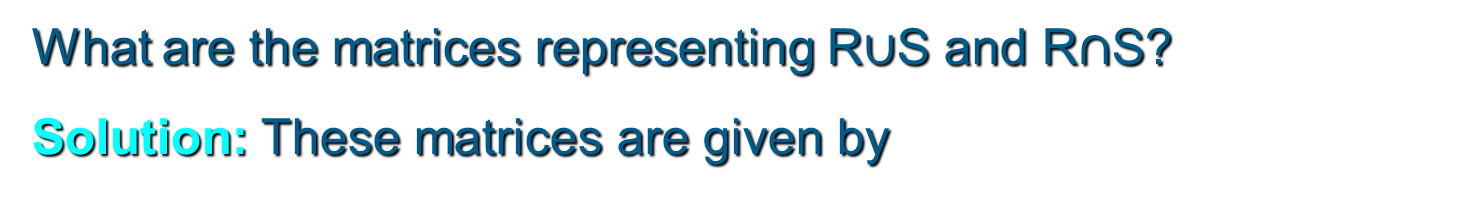 What are the matrices representing R∪S and R∩S?
Solution: These matrices are given by